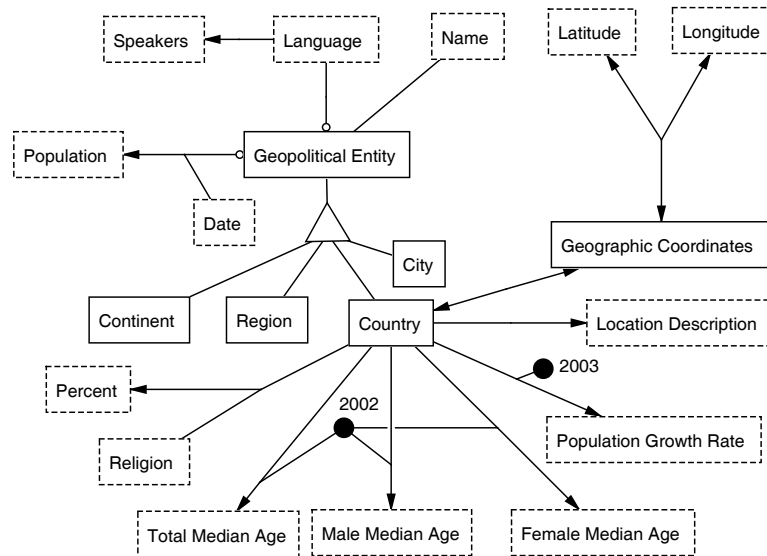 Speakers
Language
Name
Latitude
Longitude
Population
Geopolitical Entity
Date
City
Geographic Coordinates
Continent
Region
Country
Location Description
Percent
2003
2002
Religion
Population Growth Rate
Total Median Age
Male Median Age
Female Median Age